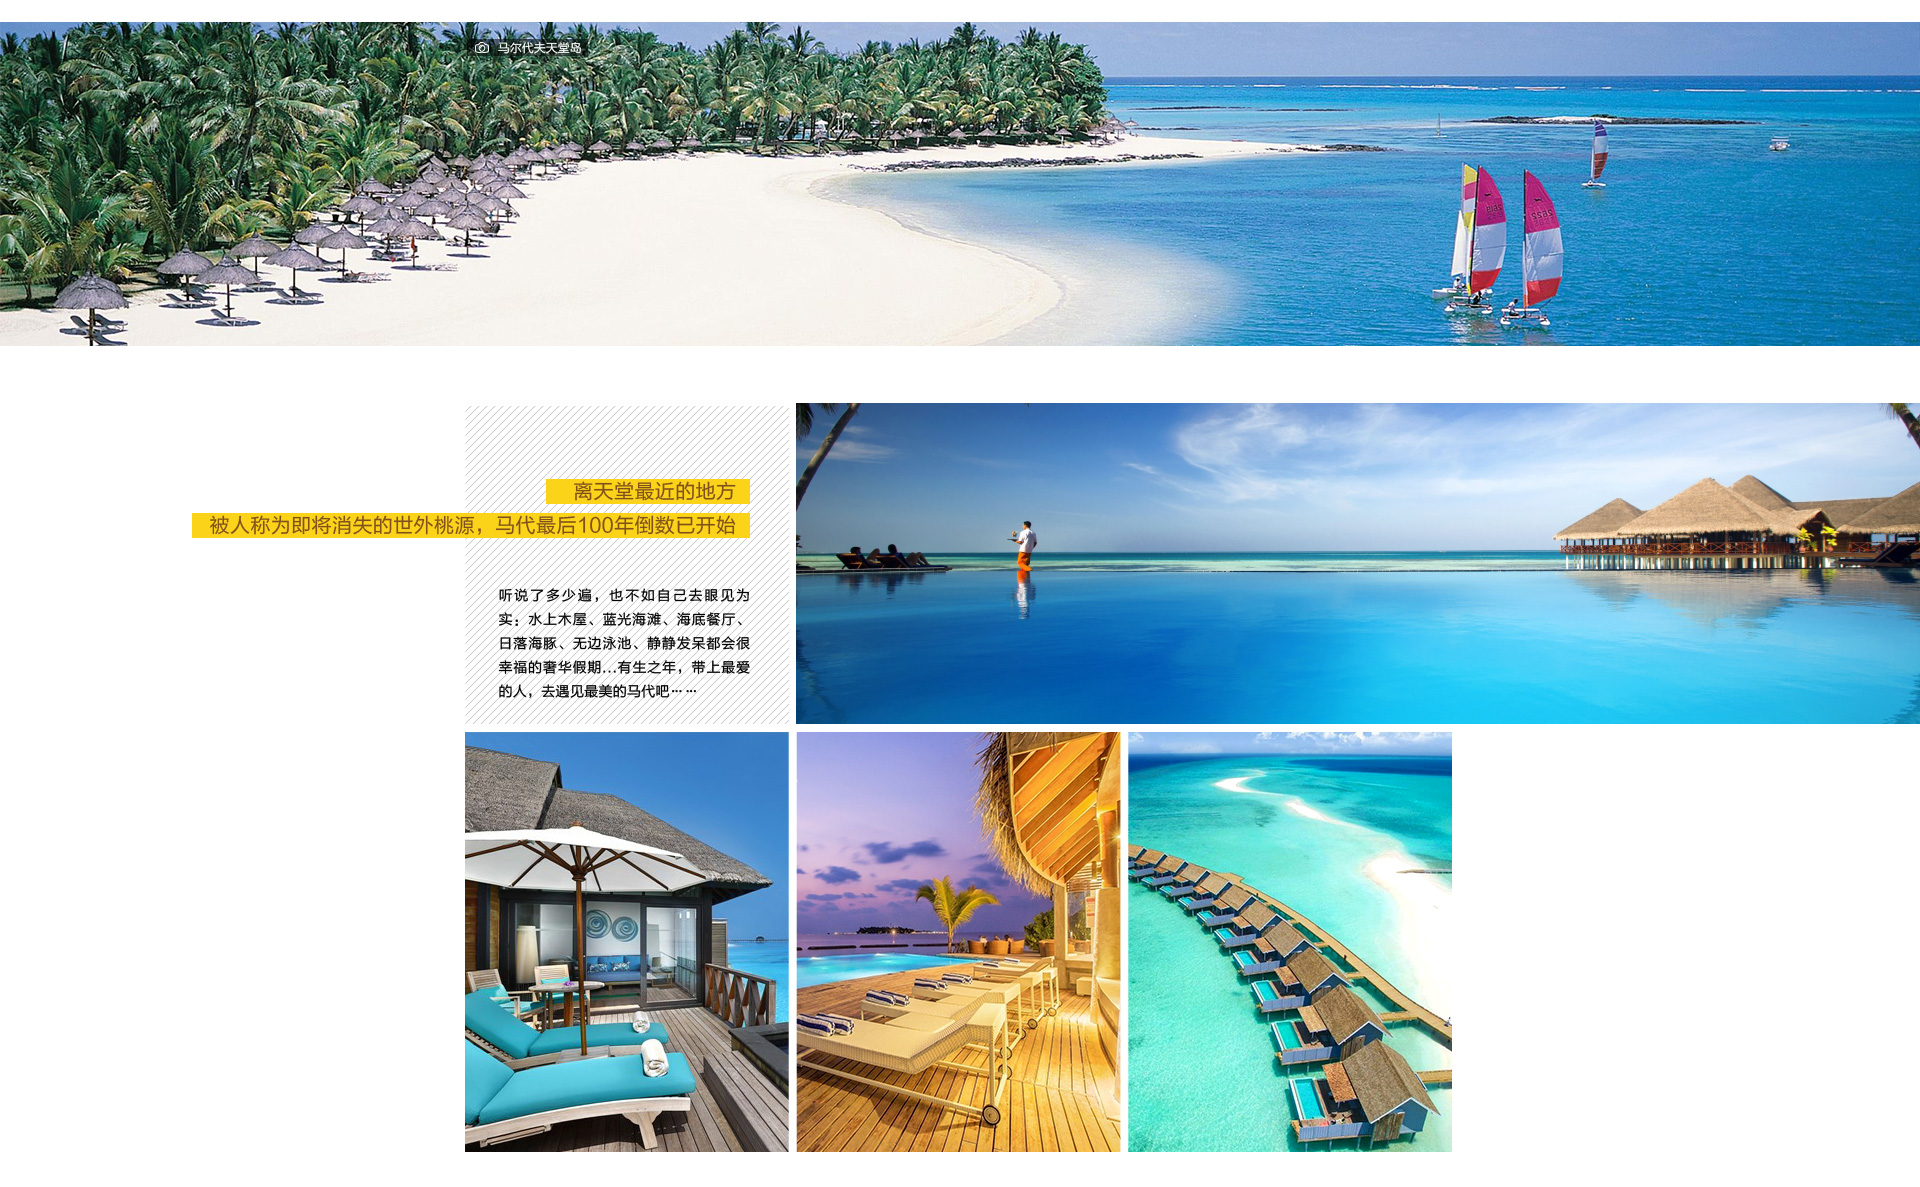 马尔代夫天堂岛
离天堂最近的地方
被人称为即将消失的世外桃源，马代最后100年倒数已开始
听说了多少遍，也不如自己去眼见为
实：水上木屋、蓝光海滩、海底餐厅、
日落海豚、无边泳池、静静发呆都会很
幸福的奢华假期...有生之年，带上最爱
的人，去遇见最美的马代吧……